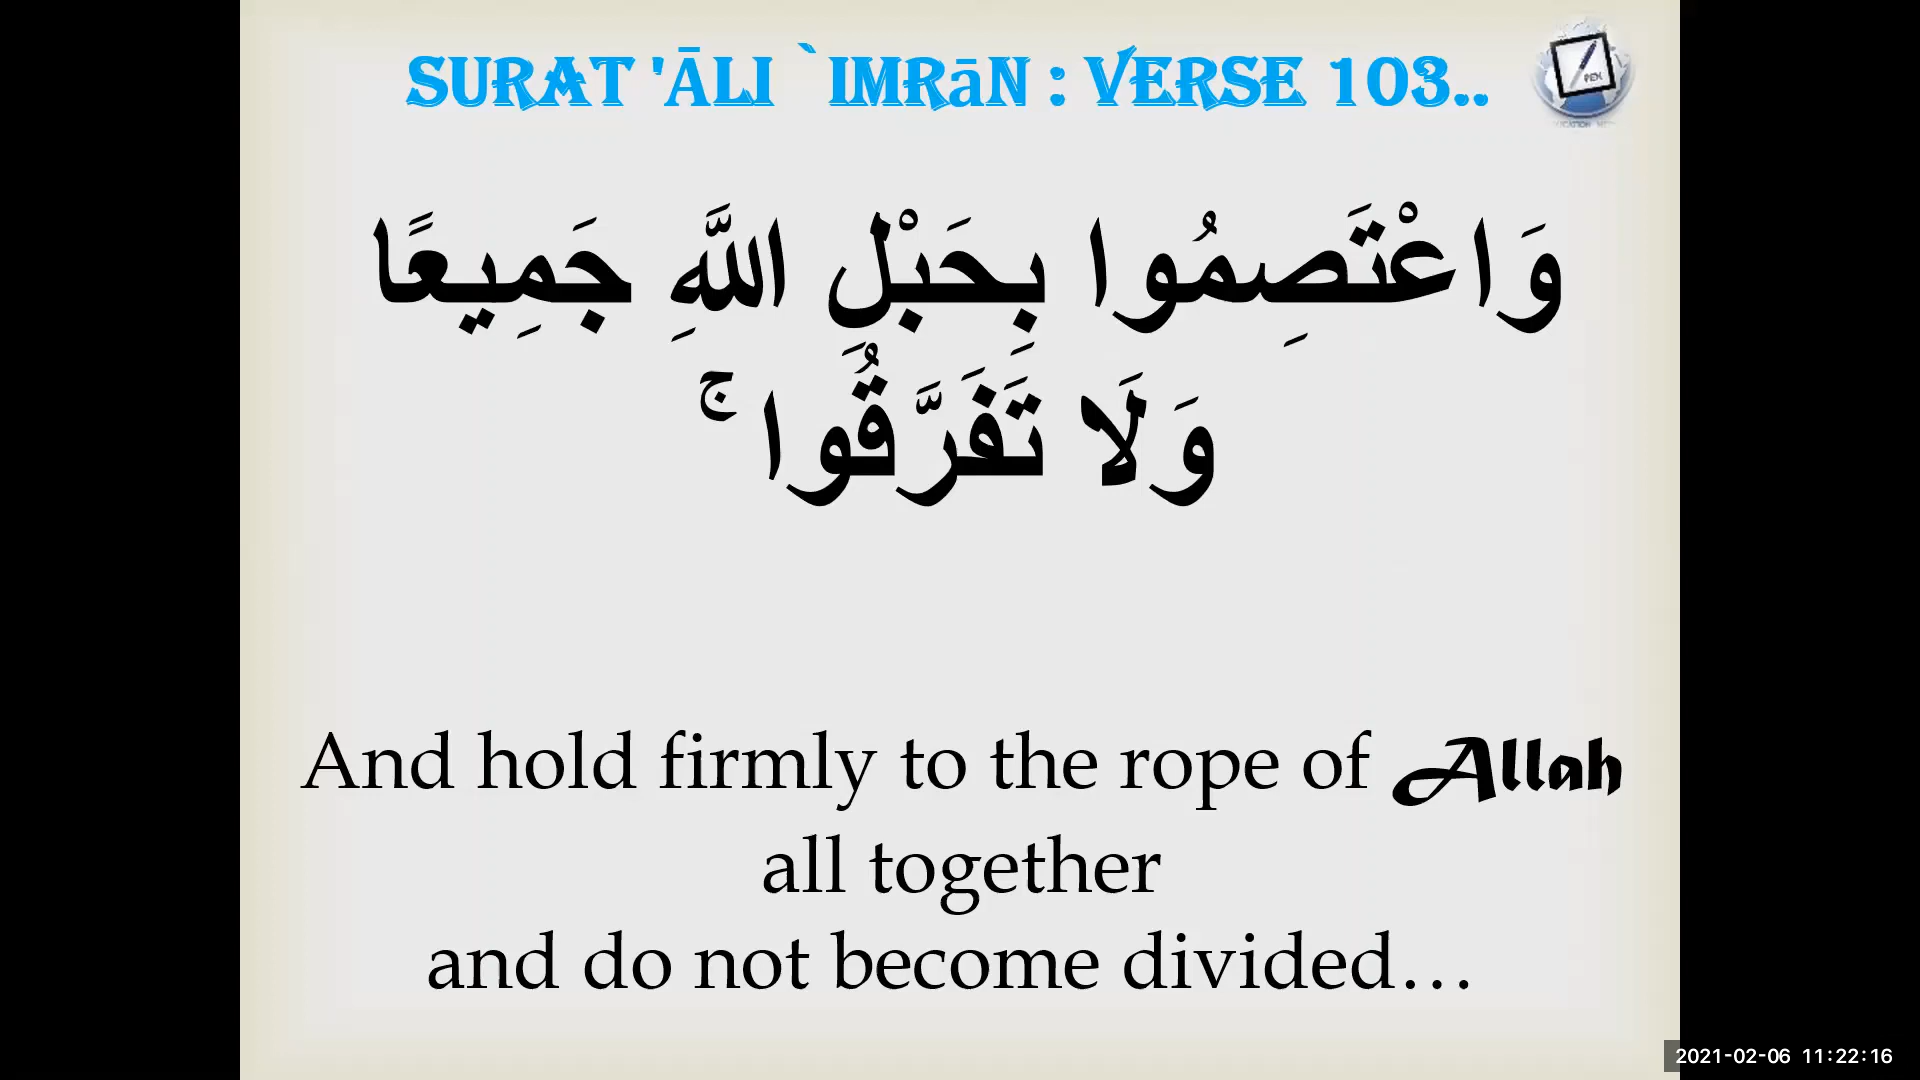 SURAT 'ĀLI `IMRāN : VERSE 103..
PEN
وَاعْتَصِمُوا بِحَبْلِ اللَّهِ جَمِيعًا
وَلَا تَفَرَّقُوا ۚ
And hold firmly to the rope of Allah
all together
and do not become divided…
2021-02-06 11:22:16